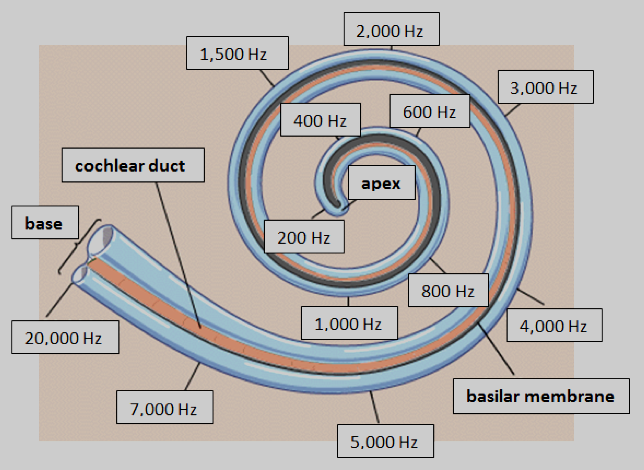 2,000 Hz
1,500 Hz
3,000 Hz
600 Hz
400 Hz
cochlear duct
apex
base
200 Hz
800 Hz
1,000 Hz
4,000 Hz
20,000 Hz
basilar membrane
7,000 Hz
5,000 Hz